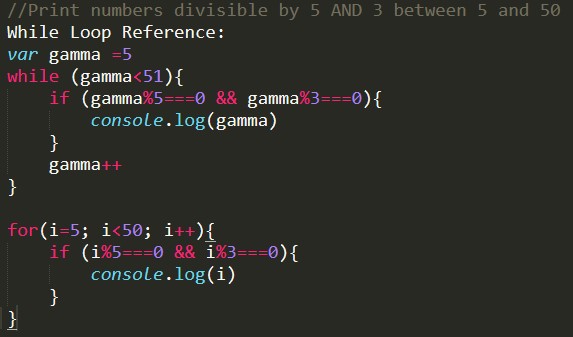 //Print numbers divisible by 5 AND 3 between 5 and 50
While Loop Reference:
var gamma =5
while (gamma<51){
    if (gamma%5===0 && gamma%3===0){
        console.log(gamma)
    }
    gamma++
}

for(i=5; i<50; i++){
    if (i%5===0 && i%3===0){
        console.log(i)
    }
}